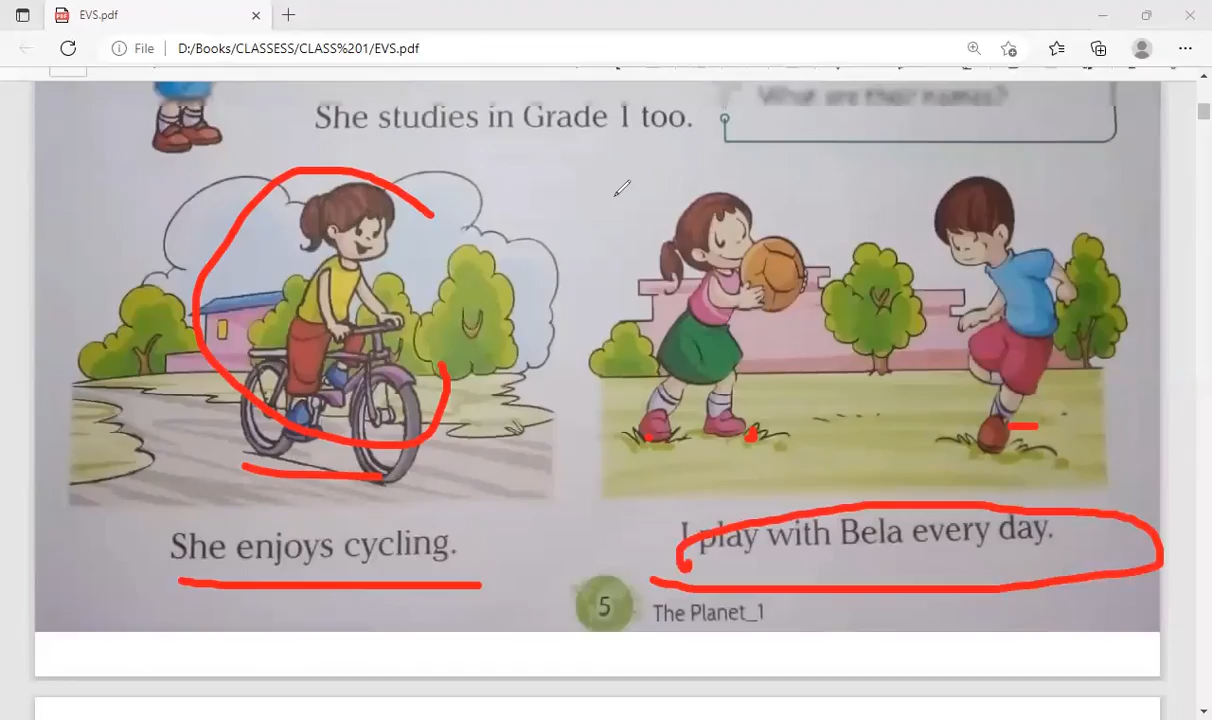 EVS.pdf
File
D:/Books/CLASSESS/CLASS%201/EVS.pdf
What are their names?
She studies in Grade 1 too.
She enjoys cycling.
I play with Bela every day.
5
The Planet_1